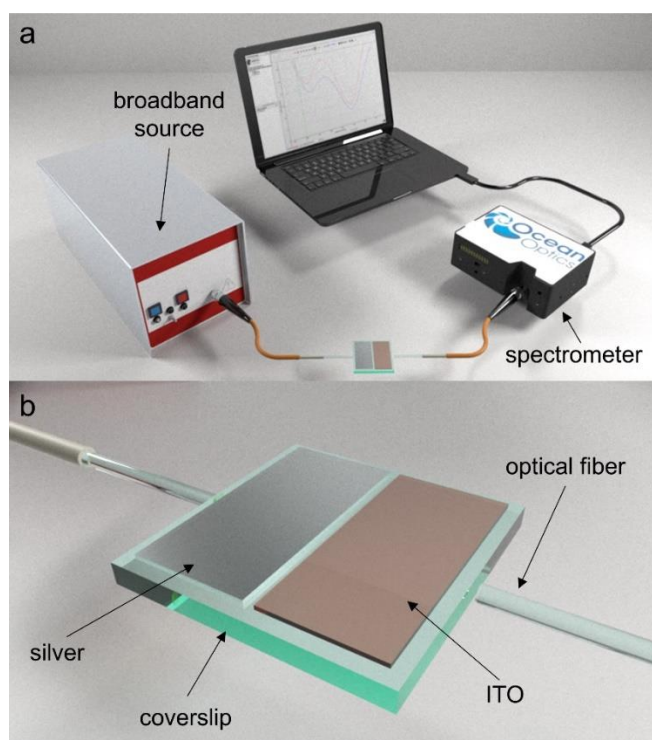 a
broadband
source
Ocean
Optics
spectrometer
b
optical fiber
silver
coverslip
ITO